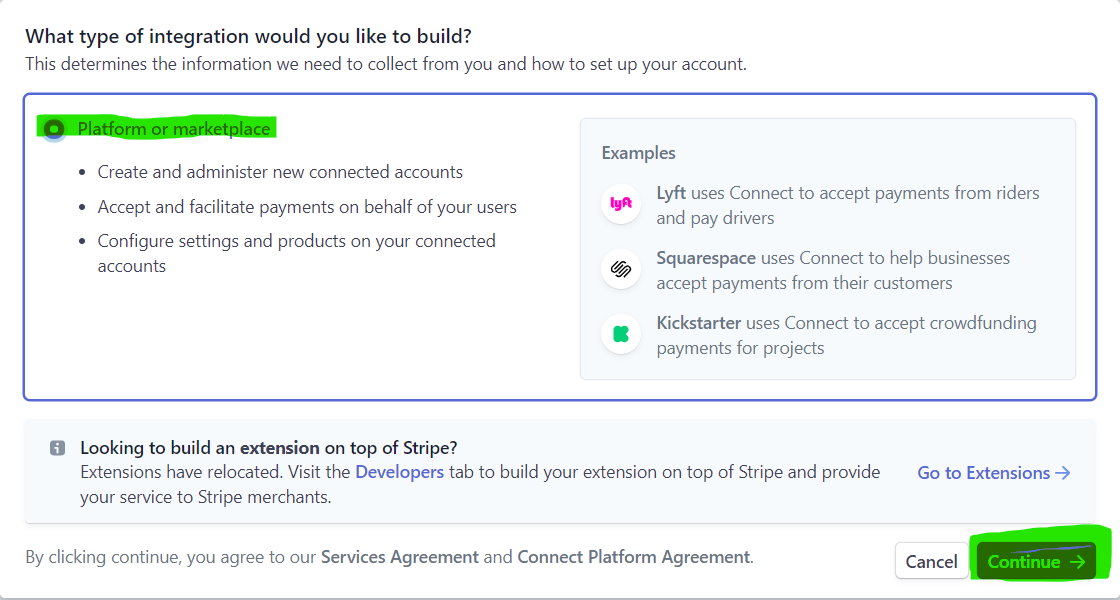 What type of integration would you like to build?
This determines the information we need to collect from you and how to set up your account.
Platform or marketplace
Create and administer new connected accounts
Accept and facilitate payments on behalf of your users
Configure settings and products on your connected
accounts
Examples
lyft
Lyft uses Connect to accept payments from riders
and pay drivers
Squarespace uses Connect to help businesses
accept payments from their customers
Kickstarter uses Connect to accept crowdfunding
payments for projects
Looking to build an extension on top of Stripe?
Extensions have relocated. Visit the Developers tab to build your extension on top of Stripe and provide
your service to Stripe merchants.
Go to Extensions →
By clicking continue, you agree to our Services Agreement and Connect Platform Agreement.
Cancel
Continue →